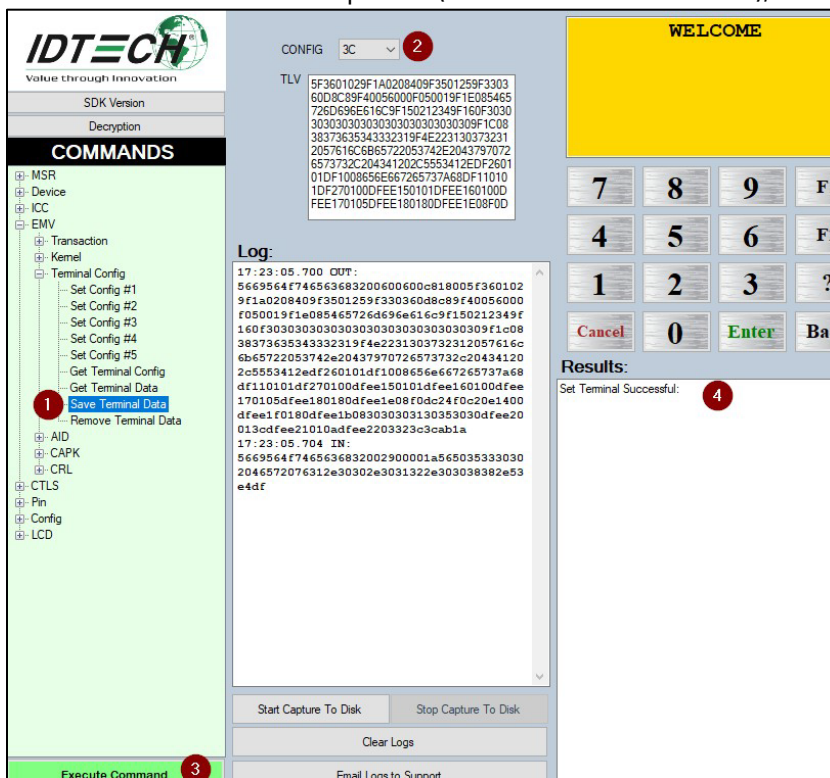 IDTECH
Value through Innovation
SDK Version
Decryption
COMMANDS
MSR
Device
ICC
EMV
Transaction
Kernel
Terminal Config
Set Config #1
Set Config #2
Set Config #3
Set Config #4
Set Config #5
Get Terminal Config
Get Terminal Data
1 Save Terminal Data
Remove Terminal Data
AID
CAPK
CRL
CTLS
Pin
Config
LCD
Execute Command 3
CONFIG 3C 2
TLV
5F3601029F1A0208409F3501259F3303
60D8C89F40056000F050019F1E085465
726D696E616C9F150212349F160F3030
303030303030303030303030309F1C08
38373635343332319F4E223130373231
2057616C6B65722053742E2043797072
6573732C204341202C5553412EDF2601
01DF1008656E667265737A68DF11010
1DF270100DFEE150101DFEE160100D
FEE170105DFEE180180DFEE1E08F0D
Log:
17:23:05.700 OUT:
5669564f746563683200600600c818005f360102
9f1a0208409f3501259f330360d8c89f40056000
f050019f1e085465726d696e616c9f150212349f
160f3030303030303030303030303030309f1c08
38373635343332319f4e2231303732312057616c
6b65722053742e20437970726573732c20434120
2c5553412edf260101df1008656e667265737a68
df110101df270100dfee150101dfee160100dfee
170105dfee180180dfee1e08f0dc24f0c20e1400
dfee1f0180dfee1b083030303130353030dfee20
013cdfee21010adfee2203323c3cab1a
17:23:05.704 IN:
5669564f7465636832002900001a565035333030
2046572076312e30302e3031322e303038382e53
e4df
Start Capture To Disk
Stop Capture To Disk
Clear Logs
Email Logs to Support
WELCOME
7 8 9 F
4 5 6 F
1 2 3 ?
Cancel 0 Enter Ba
Results:
Set Terminal Successful: 4